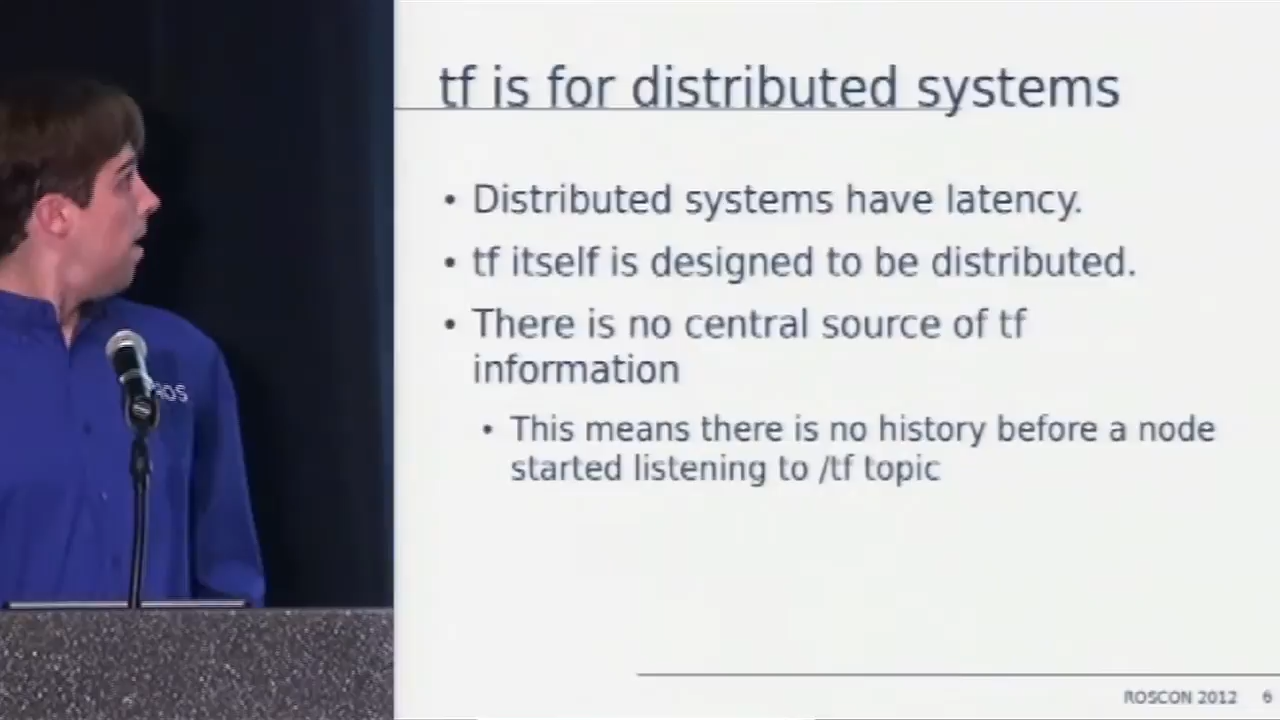 tf is for distributed systems
• Distributed systems have latency.
• tf itself is designed to be distributed.
• There is no central source of tf
information
• This means there is no history before a node
started listening to /tf topic
ROSCON 2012 6
ROS